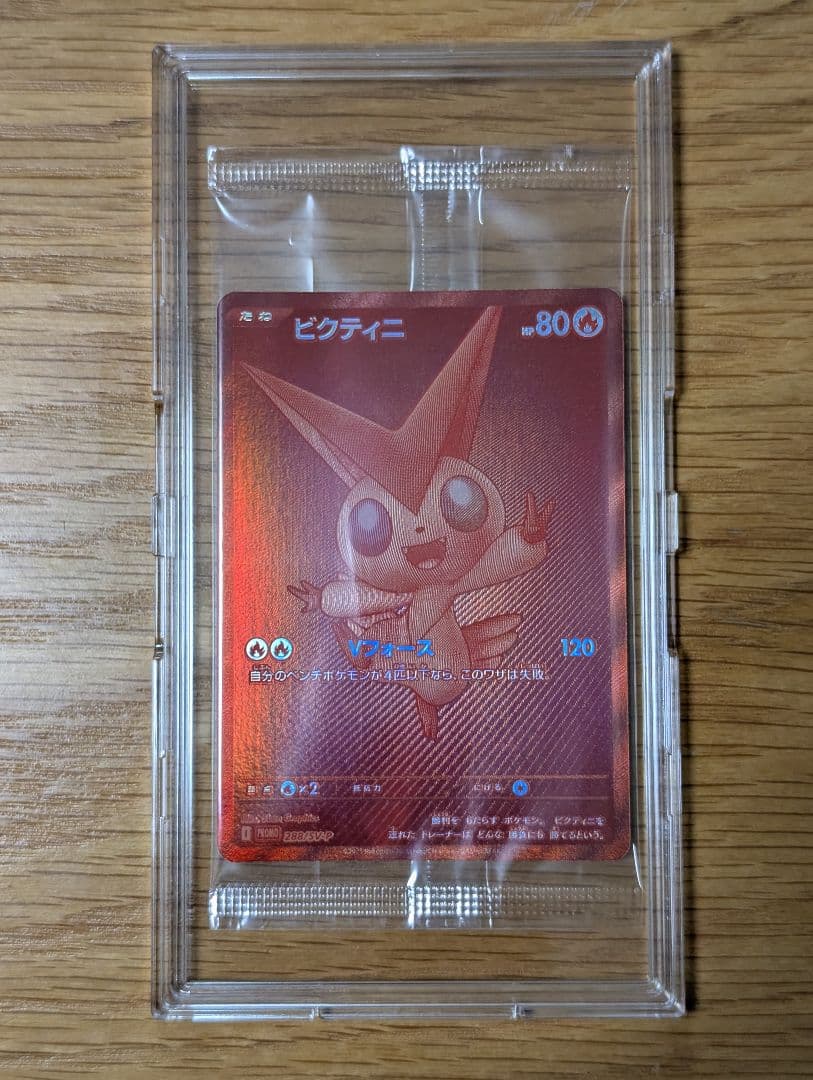 たね ビクティニ HP80
Vフォース 120
自分のベンチポケモンが4匹以下なら、このワザは失敗。
×2 抵抗力 にげる
勝利を もたらす ポケモン。 ビクティニを
連れた トレーナーは どんな 勝負にも 勝てるという。
I PROMO 288/SV-P